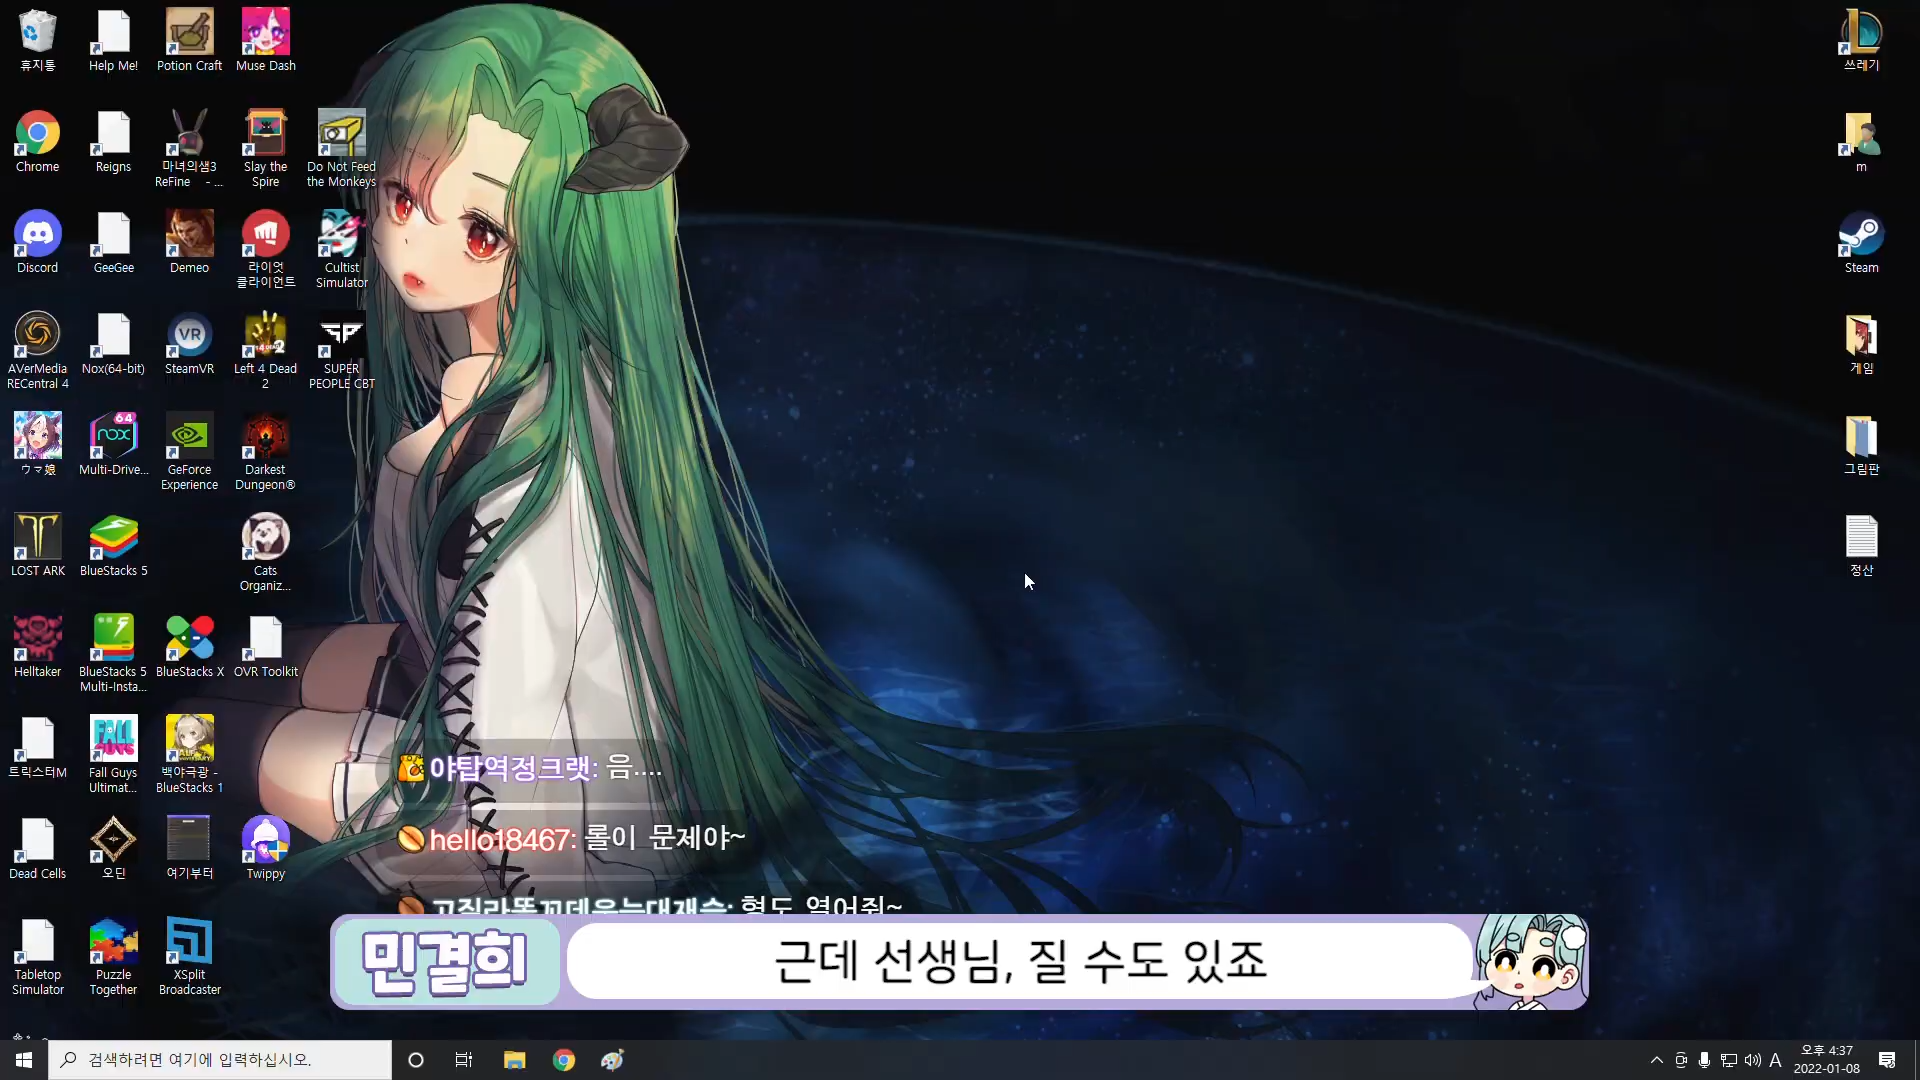 휴지통
Help Me!
Potion Craft
Muse Dash
쓰레기
Chrome
Reigns
마녀의샘3
ReFine - ...
Slay the
Spire
Do Not Feed
the Monkeys
m
Discord
GeeGee
Demeo
라이엇
클라이언트
Cultist
Simulator
Steam
AVerMedia
RECentral 4
Nox(64-bit)
VR
SteamVR
Left 4 Dead
2
SP
SUPER
PEOPLE CBT
게임
ウマ娘
64
nox
Multi-Drive...
GeForce
Experience
Darkest
Dungeon®
그림판
LOST ARK
BlueStacks 5
Cats
Organiz...
정산
Helltaker
BlueStacks 5
Multi-Insta...
BlueStacks X
OVR Toolkit
트릭스터M
FALL
GUYS
Fall Guys
Ultimat...
백야극광 -
BlueStacks 1
Dead Cells
오딘
여기부터
Twippy
Tabletop
Simulator
Puzzle
Together
XSplit
Broadcaster
야탑역정크랫: 음....
hello18467: 롤이 문제야~
민결희
근데 선생님, 질 수도 있죠
검색하려면 여기에 입력하십시오.
A
오후 4:37
2022-01-08